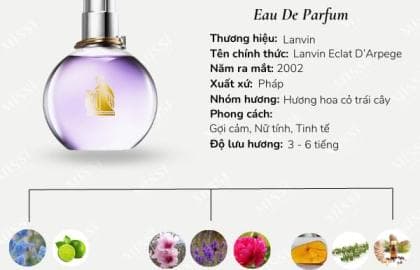 Eau De Parfum
Thương hiệu: Lanvin
Tên chính thức: Lanvin Eclat D'Arpege
Năm ra mắt: 2002
Xuất xứ: Pháp
Nhóm hương: Hương hoa cỏ trái cây
Phong cách:
Gợi cảm, Nữ tính, Tinh tế
Độ lưu hương: 3 - 6 tiếng